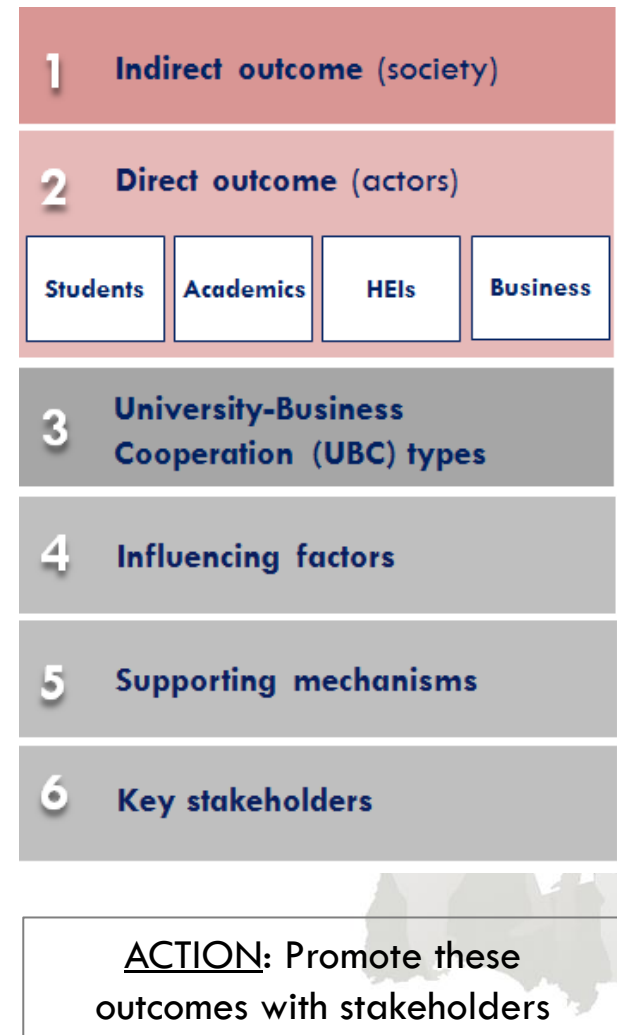 1 Indirect outcome (society)
2 Direct outcome (actors)
Students Academics HEIs Business
3 University-Business
Cooperation (UBC) types
4 Influencing factors
5 Supporting mechanisms
6 Key stakeholders
ACTION: Promote these
outcomes with stakeholders